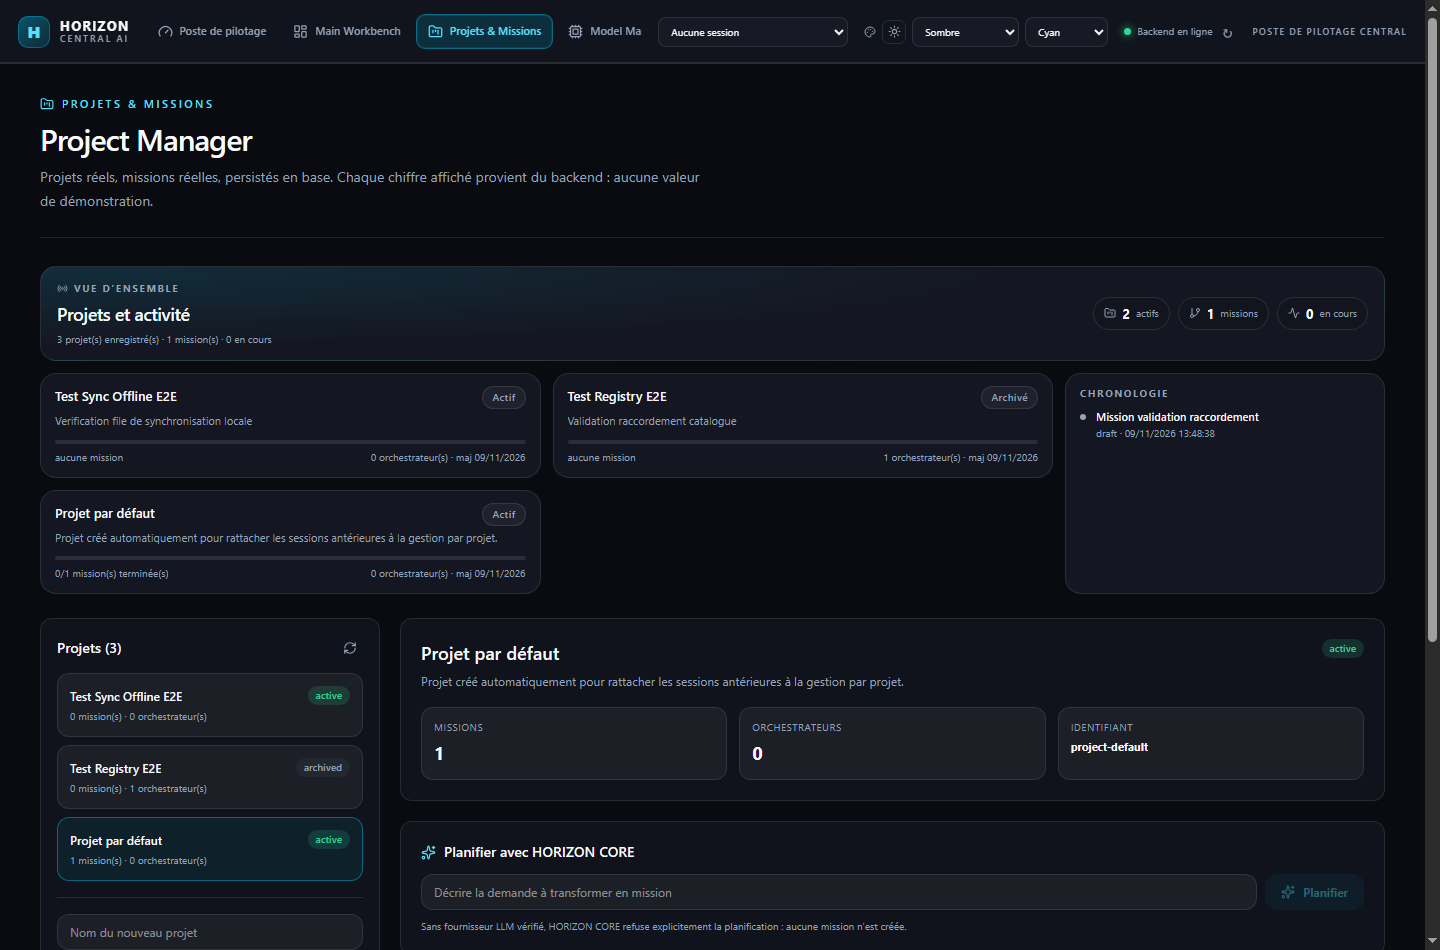 H
HORIZON
CENTRAL AI
Poste de pilotage
Main Workbench
Projets & Missions
Model Ma
Aucune session
Sombre
Cyan
Backend en ligne
POSTE DE PILOTAGE CENTRAL
PROJETS & MISSIONS
Project Manager
Projets réels, missions réelles, persistés en base. Chaque chiffre affiché provient du backend : aucune valeur
de démonstration.
VUE D'ENSEMBLE
Projets et activité
3 projet(s) enregistré(s) · 1 mission(s) · 0 en cours
2 actifs
1 missions
0 en cours
Test Sync Offline E2E
Actif
Verification file de synchronisation locale
aucune mission
0 orchestrateur(s) · maj 09/11/2026
Test Registry E2E
Archivé
Validation raccordement catalogue
aucune mission
1 orchestrateur(s) · maj 09/11/2026
CHRONOLOGIE
Mission validation raccordement
draft · 09/11/2026 13:48:38
Projet par défaut
Actif
Projet créé automatiquement pour rattacher les sessions antérieures à la gestion par projet.
0/1 mission(s) terminée(s)
0 orchestrateur(s) · maj 09/11/2026
Projets (3)
Test Sync Offline E2E
active
0 mission(s) · 0 orchestrateur(s)
Test Registry E2E
archived
0 mission(s) · 1 orchestrateur(s)
Projet par défaut
active
1 mission(s) · 0 orchestrateur(s)
Nom du nouveau projet
Projet par défaut
active
Projet créé automatiquement pour rattacher les sessions antérieures à la gestion par projet.
MISSIONS
1
ORCHESTRATEURS
0
IDENTIFIANT
project-default
Planifier avec HORIZON CORE
Décrire la demande à transformer en mission
Planifier
Sans fournisseur LLM vérifié, HORIZON CORE refuse explicitement la planification : aucune mission n'est créée.